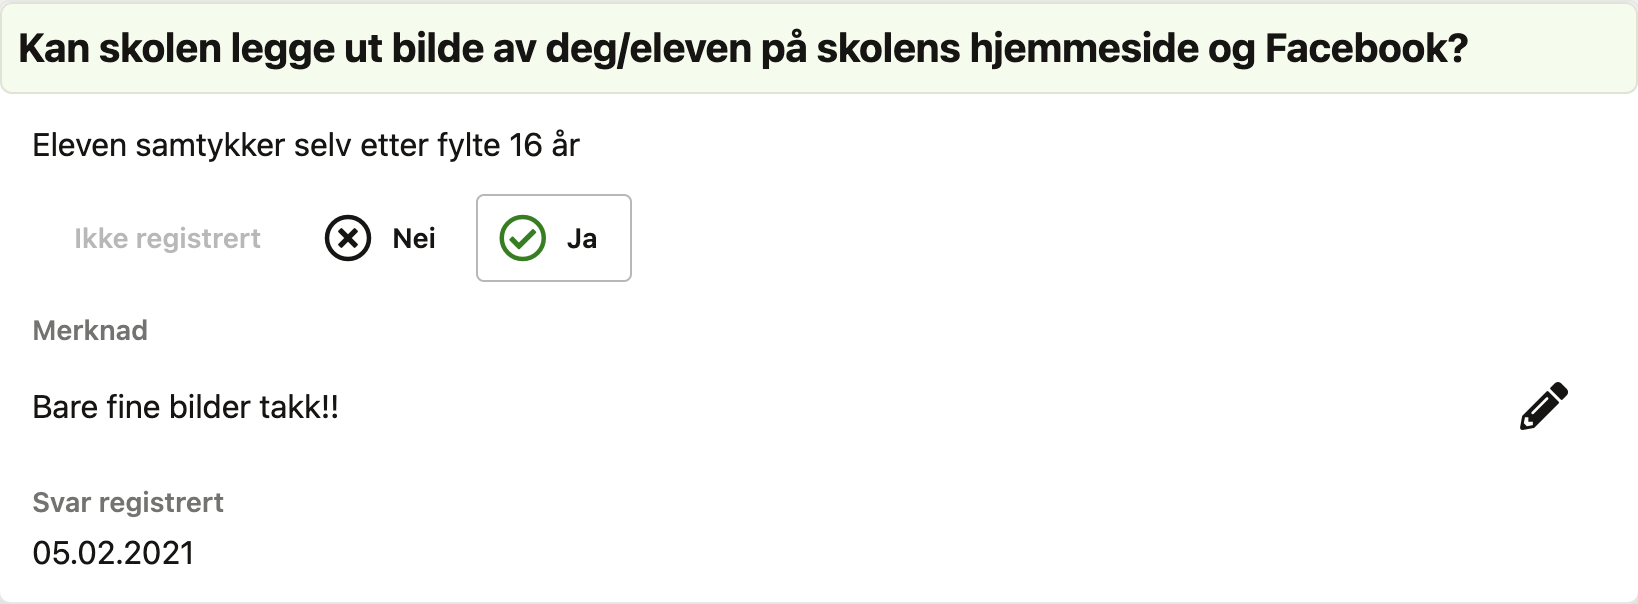 Kan skolen legge ut bilde av deg/eleven på skolens hjemmeside og Facebook?
Eleven samtykker selv etter fylte 16 år
Ikke registrert Nei Ja
Merknad
Bare fine bilder takk!!
Svar registrert
05.02.2021